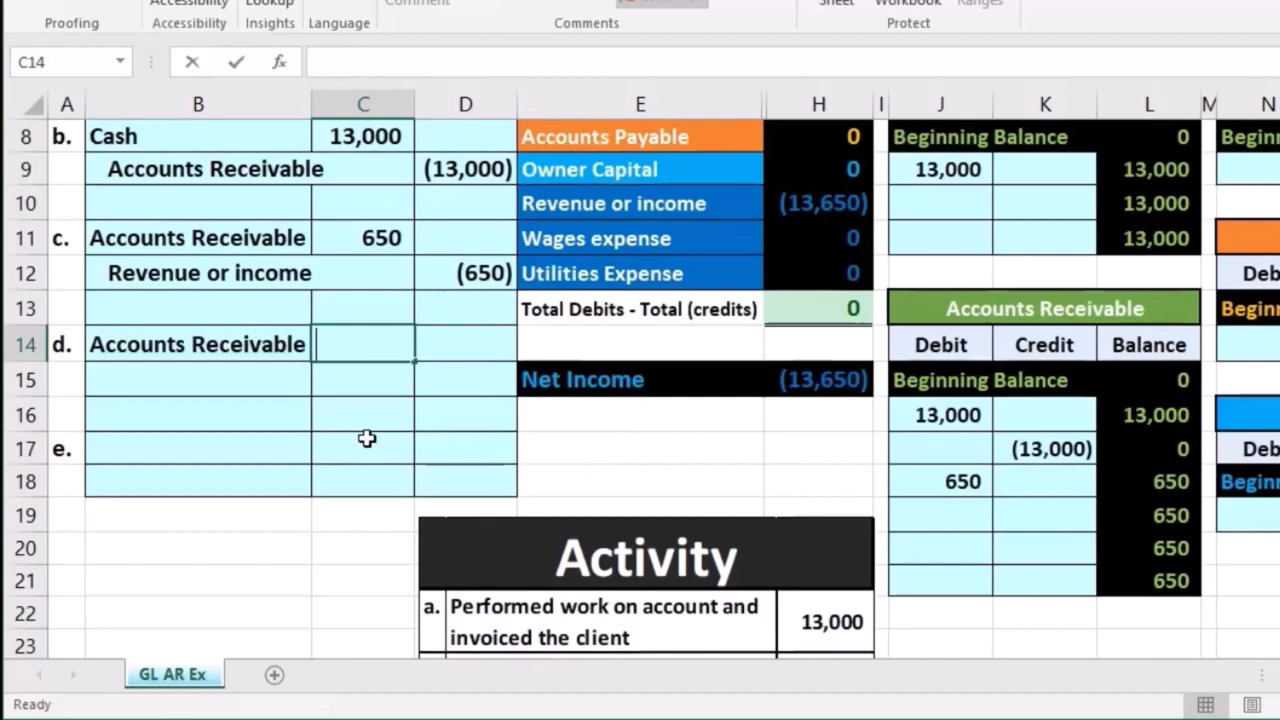 Accessibility Lookup Comment Sheet Workbook Ranges
Proofing Accessibility Insights Language Comments Protect
C14 fx
A B C D E H I J K L M N
8 b. Cash 13,000 Accounts Payable 0 Beginning Balance 0
9 Accounts Receivable (13,000) Owner Capital 0 13,000 13,000
10 Revenue or income (13,650) 13,000
11 c. Accounts Receivable 650 Wages expense 0 13,000
12 Revenue or income (650) Utilities Expense 0
13 Total Debits - Total (credits) 0 Accounts Receivable
14 d. Accounts Receivable Debit Credit Balance
15 Net Income (13,650) Beginning Balance 0
16 13,000 13,000
17 e. (13,000) 0
18 650 650
19 650
20 Activity 650
21 650
22 a. Performed work on account and
invoiced the client 13,000
23
GL AR Ex
Ready